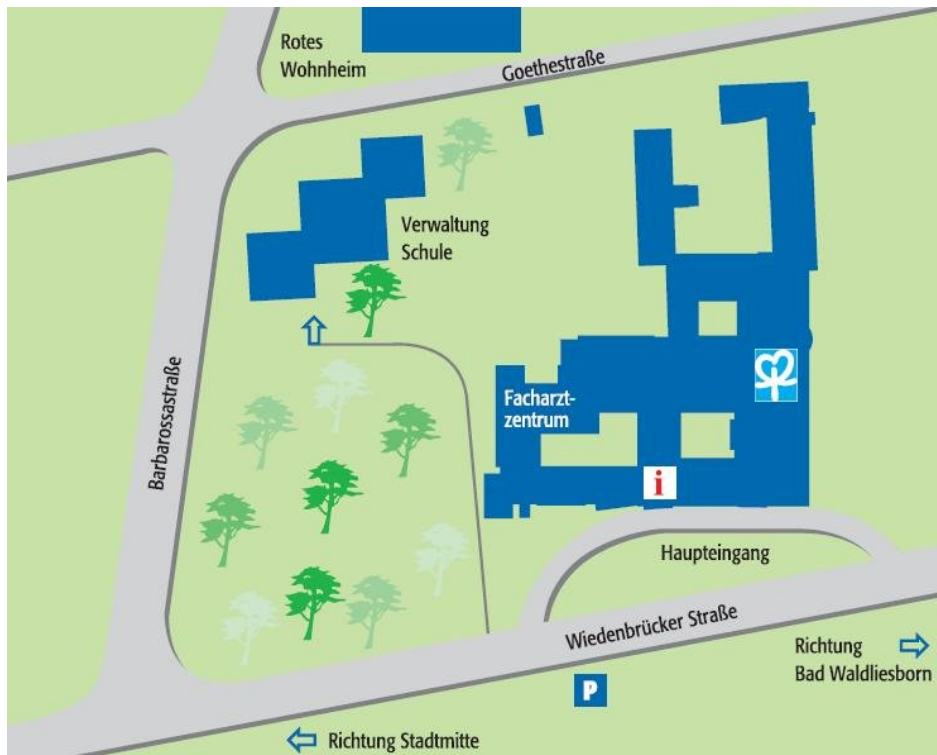 Rotes
Wohnheim
Goethestraße
Verwaltung
Schule
Barbarossastraße
Facharzt-
zentrum
i
Haupteingang
Wiedenbrücker Straße
Richtung
Bad Waldliesborn
P
Richtung Stadtmitte